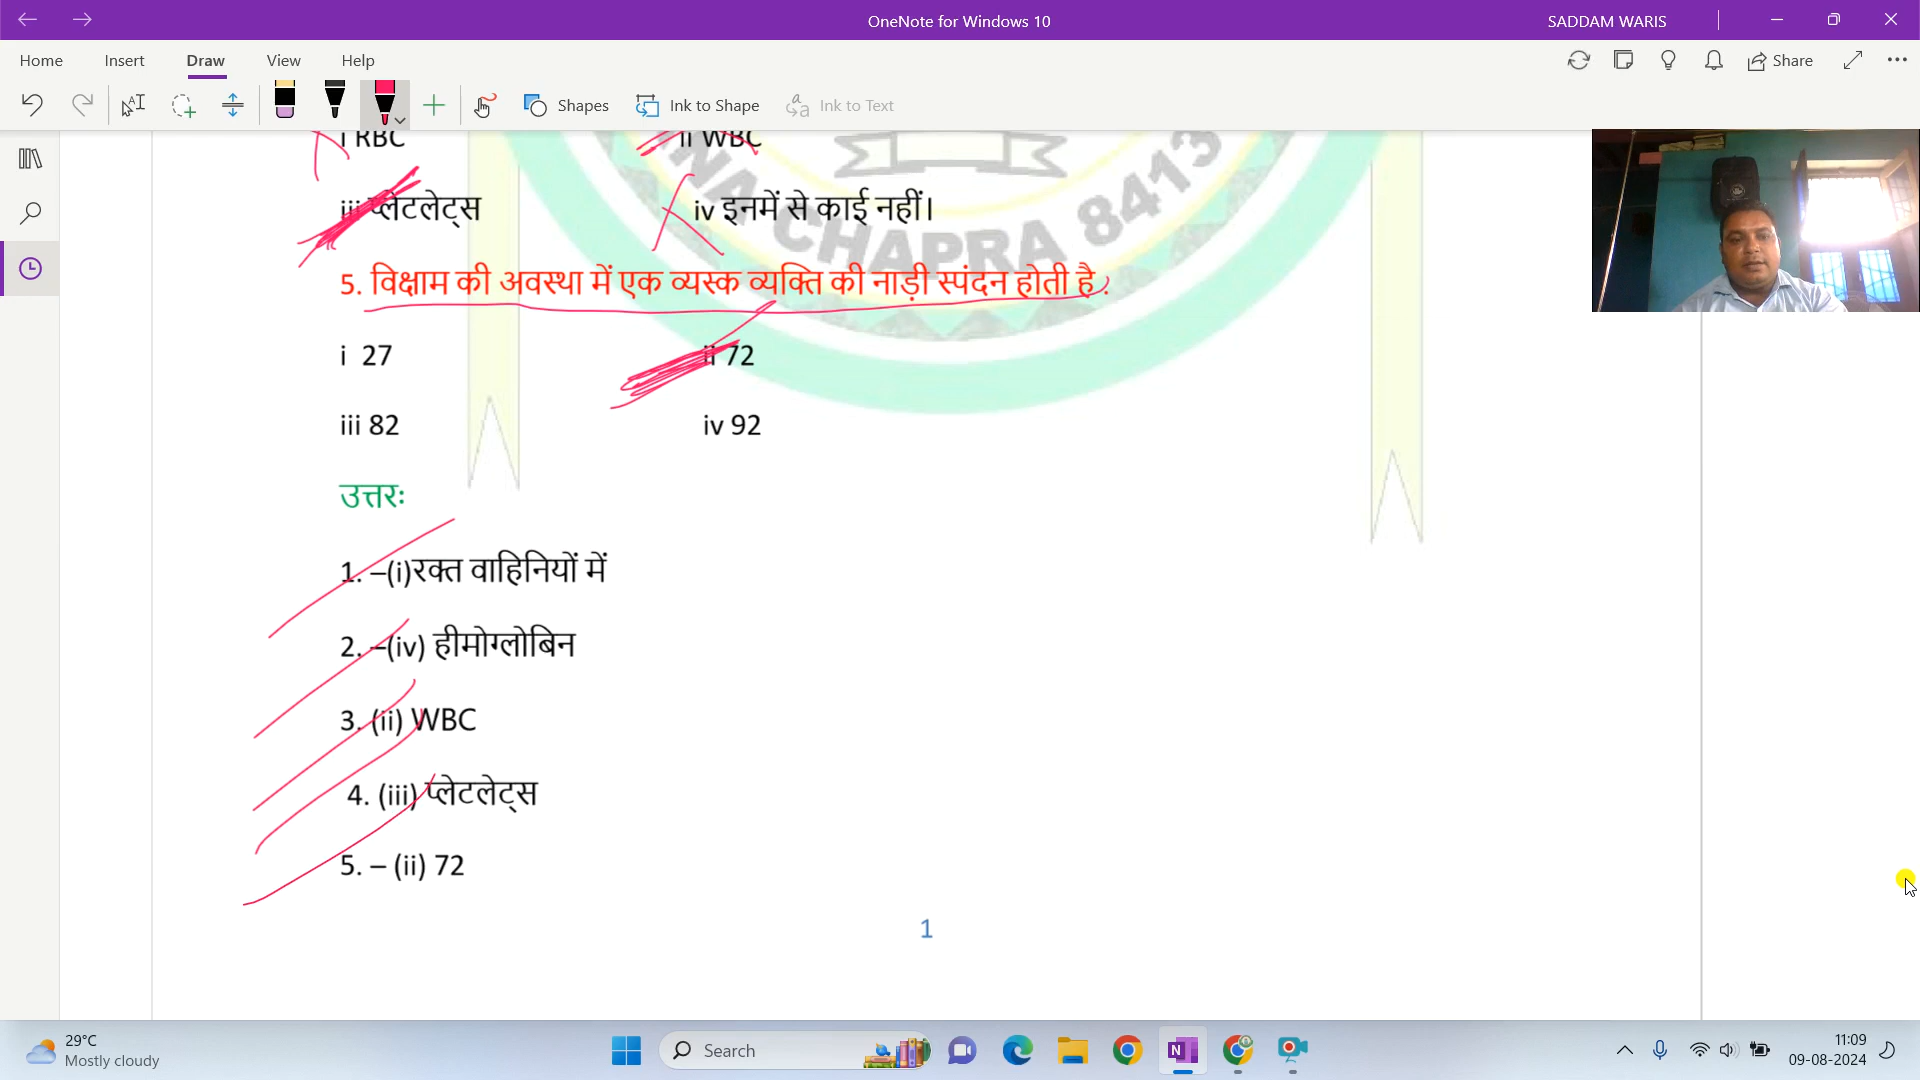 OneNote for Windows 10
SADDAM WARIS
Home Insert Draw View Help
Share
Shapes
Ink to Shape
Ink to Text
i RBC
ii WBC
iii प्लेटलेट्स
iv इनमें से काई नहीं।
NA CHAPRA 8413
5. विक्षाम की अवस्था में एक व्यस्क व्यक्ति की नाड़ी स्पंदन होती है?
i 27
ii 72
iii 82
iv 92
उत्तरः
1. –(i)रक्त वाहिनियों में
2. –(iv) हीमोग्लोबिन
3. (ii) WBC
4. (iii) प्लेटलेट्स
5. – (ii) 72
1
29°C
Mostly cloudy
Search
11:09
09-08-2024